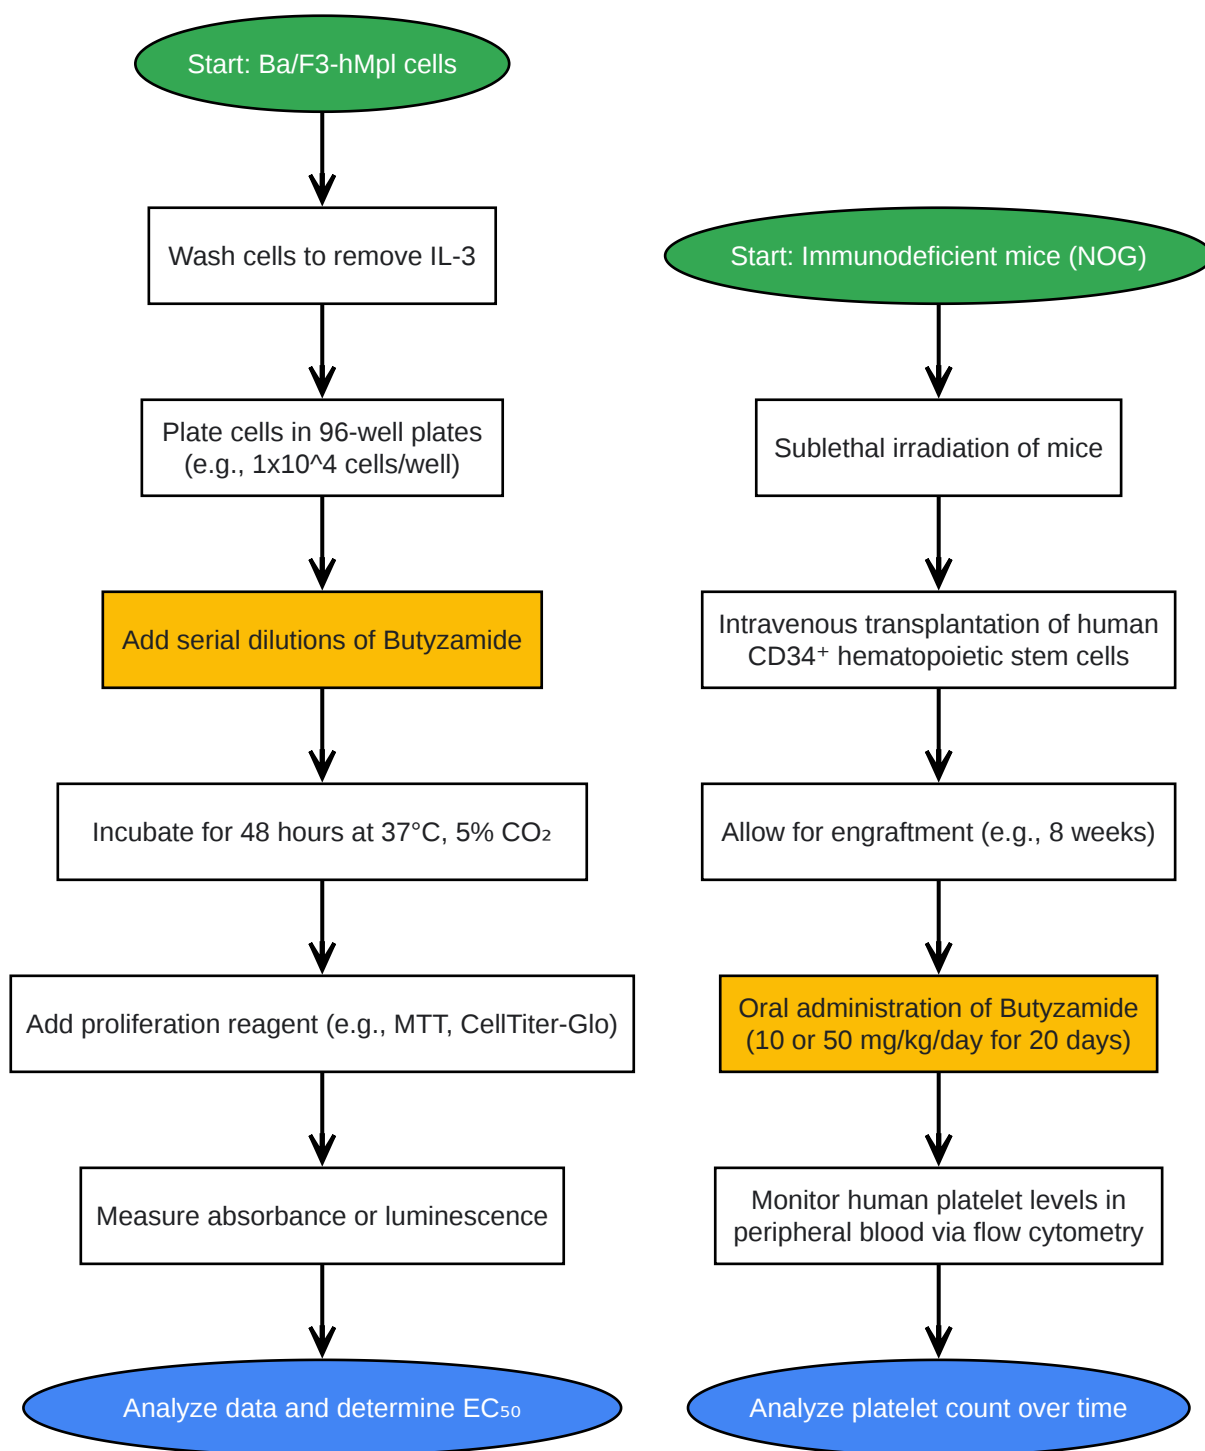 Start: Ba/F3-hMpl cells
Wash cells to remove IL-3
Plate cells in 96-well plates
(e.g., 1x10^4 cells/well)
Add serial dilutions of Butyzamide
Incubate for 48 hours at 37°C, 5% CO₂
Add proliferation reagent (e.g., MTT, CellTiter-Glo)
Measure absorbance or luminescence
Analyze data and determine EC₅₀
Start: Immunodeficient mice (NOG)
Sublethal irradiation of mice
Intravenous transplantation of human
CD34⁺ hematopoietic stem cells
Allow for engraftment (e.g., 8 weeks)
Oral administration of Butyzamide
(10 or 50 mg/kg/day for 20 days)
Monitor human platelet levels in
peripheral blood via flow cytometry
Analyze platelet count over time